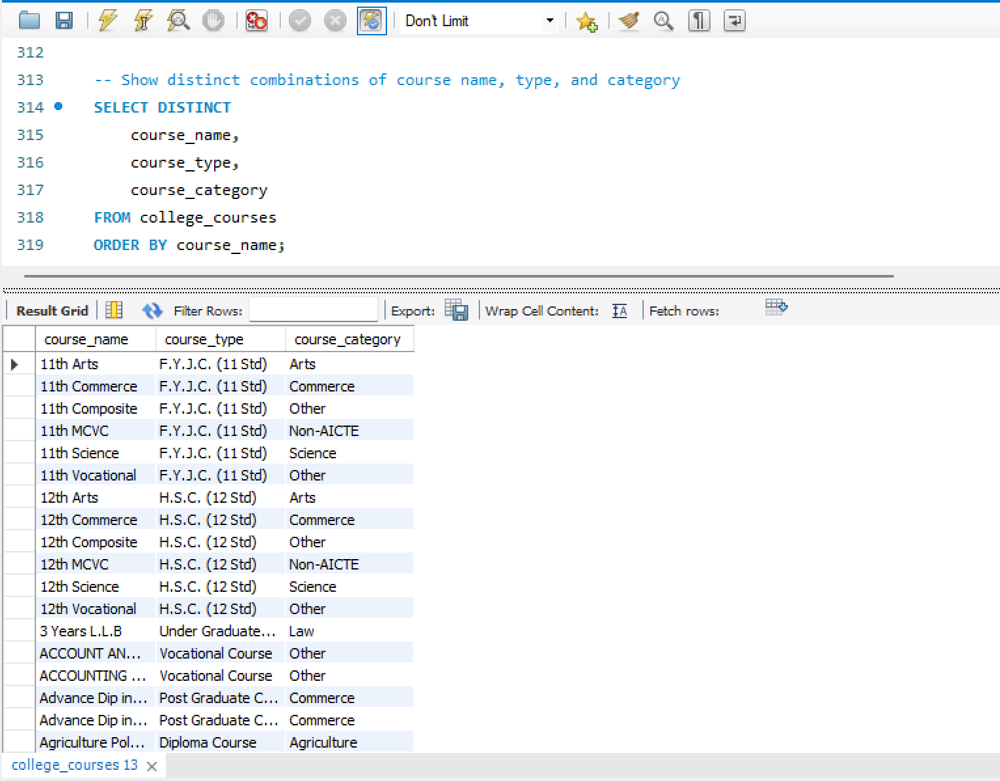 Don't Limit
312
313 -- Show distinct combinations of course name, type, and category
314 SELECT DISTINCT
315 course_name,
316 course_type,
317 course_category
318 FROM college_courses
319 ORDER BY course_name;
Result Grid Filter Rows: Export: Wrap Cell Content: Fetch rows:
course_name course_type course_category
11th Arts F.Y.J.C. (11 Std) Arts
11th Commerce F.Y.J.C. (11 Std) Commerce
11th Composite F.Y.J.C. (11 Std) Other
11th MCVC F.Y.J.C. (11 Std) Non-AICTE
11th Science F.Y.J.C. (11 Std) Science
11th Vocational F.Y.J.C. (11 Std) Other
12th Arts H.S.C. (12 Std) Arts
12th Commerce H.S.C. (12 Std) Commerce
12th Composite H.S.C. (12 Std) Other
12th MCVC H.S.C. (12 Std) Non-AICTE
12th Science H.S.C. (12 Std) Science
12th Vocational H.S.C. (12 Std) Other
3 Years L.L.B Under Graduate... Law
ACCOUNT AN... Vocational Course Other
ACCOUNTING ... Vocational Course Other
Advance Dip in... Post Graduate C... Commerce
Advance Dip in... Post Graduate C... Commerce
Agriculture Pol... Diploma Course Agriculture
college_courses 13